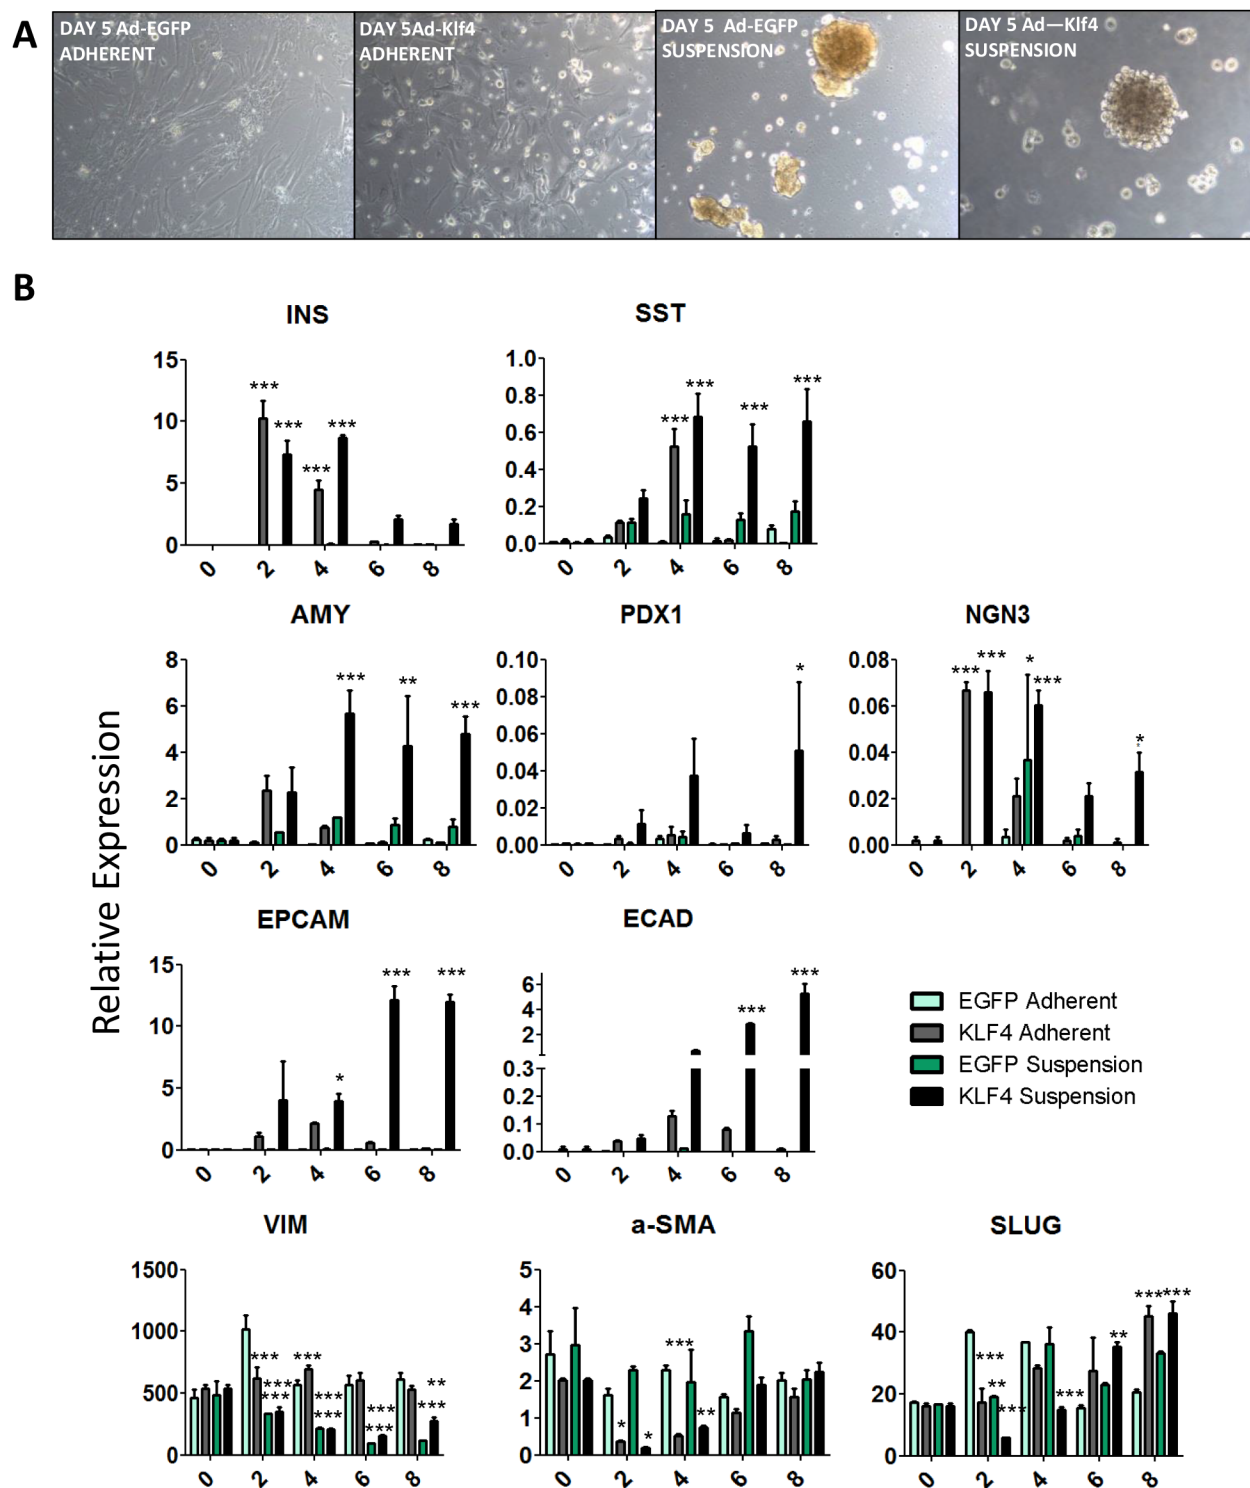 A
DAY 5 Ad-EGFP
ADHERENT
DAY 5Ad-Klf4
ADHERENT
DAY 5 Ad-EGFP
SUSPENSION
DAY 5 Ad—Klf4
SUSPENSION
B
Relative Expression
INS
15
10
5
0
*** *** *** ***
0 2 4 6 8
SST
1.0
0.8
0.6
0.4
0.2
0.0
*** *** *** ***
0 2 4 6 8
AMY
8
6
4
2
0
*** ** ***
0 2 4 6 8
PDX1
0.10
0.08
0.06
0.04
0.02
0.00
*
0 2 4 6 8
NGN3
0.08
0.06
0.04
0.02
0.00
*** *** * *** *
0 2 4 6 8
EPCAM
15
10
5
0
* *** ***
0 2 4 6 8
ECAD
6
4
2
0.3
0.2
0.1
0.0
*** ***
0 2 4 6 8
EGFP Adherent
KLF4 Adherent
EGFP Suspension
KLF4 Suspension
VIM
1500
1000
500
0
*** *** *** *** *** *** *** *** ** ***
0 2 4 6 8
a-SMA
5
4
3
2
1
0
* * *** **
0 2 4 6 8
SLUG
60
40
20
0
*** ** *** *** ** *** ***
0 2 4 6 8